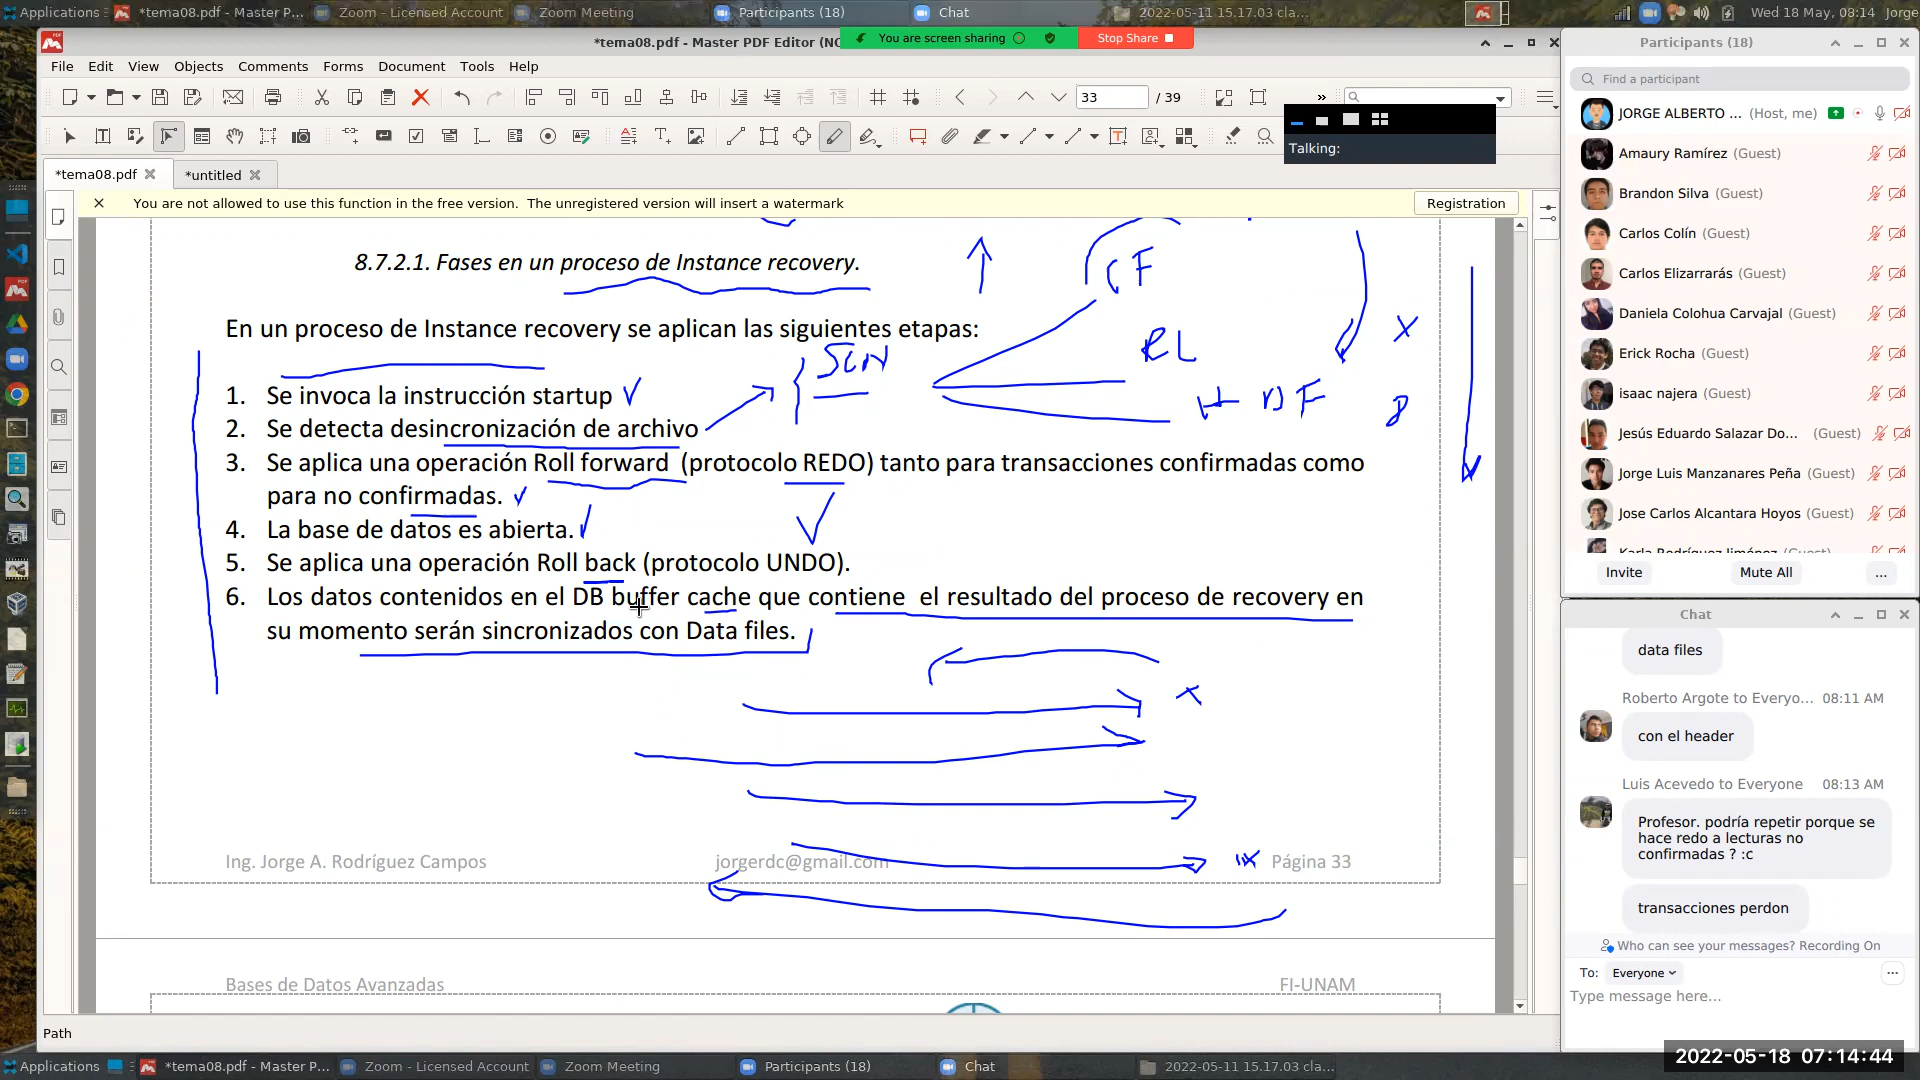 Applications
*tema08.pdf - Master P...
Zoom - Licensed Account
Zoom Meeting
Participants (18)
Chat
2022-05-11 15.17.03 cla...
Wed 18 May, 08:14
Jorge
*tema08.pdf - Master PDF Editor (NO
You are screen sharing
Stop Share
File Edit View Objects Comments Forms Document Tools Help
33 / 39
Talking:
*tema08.pdf
*untitled
You are not allowed to use this function in the free version. The unregistered version will insert a watermark
Registration
8.7.2.1. Fases en un proceso de Instance recovery.
CF
En un proceso de Instance recovery se aplican las siguientes etapas:
SCN
RL
DF
1. Se invoca la instrucción startup
2. Se detecta desincronización de archivo
3. Se aplica una operación Roll forward (protocolo REDO) tanto para transacciones confirmadas como
para no confirmadas.
4. La base de datos es abierta.
5. Se aplica una operación Roll back (protocolo UNDO).
6. Los datos contenidos en el DB buffer cache que contiene el resultado del proceso de recovery en
su momento serán sincronizados con Data files.
Ing. Jorge A. Rodríguez Campos
jorgerdc@gmail.com
Página 33
Bases de Datos Avanzadas
FI-UNAM
Path
Participants (18)
Find a participant
JORGE ALBERTO ... (Host, me)
Amaury Ramírez (Guest)
Brandon Silva (Guest)
Carlos Colín (Guest)
Carlos Elizarrarás (Guest)
Daniela Colohua Carvajal (Guest)
Erick Rocha (Guest)
isaac najera (Guest)
Jesús Eduardo Salazar Do... (Guest)
Jorge Luis Manzanares Peña (Guest)
Jose Carlos Alcantara Hoyos (Guest)
Karla Rodríguez Jiménez (Guest)
Invite
Mute All
...
Chat
data files
Roberto Argote to Everyo... 08:11 AM
con el header
Luis Acevedo to Everyone 08:13 AM
Profesor. podría repetir porque se
hace redo a lecturas no
confirmadas ? :c
transacciones perdon
Who can see your messages? Recording On
To: Everyone
Type message here...
Applications
*tema08.pdf - Master P...
Zoom - Licensed Account
Zoom Meeting
Participants (18)
Chat
2022-05-11 15.17.03 cla...
2022-05-18 07:14:44